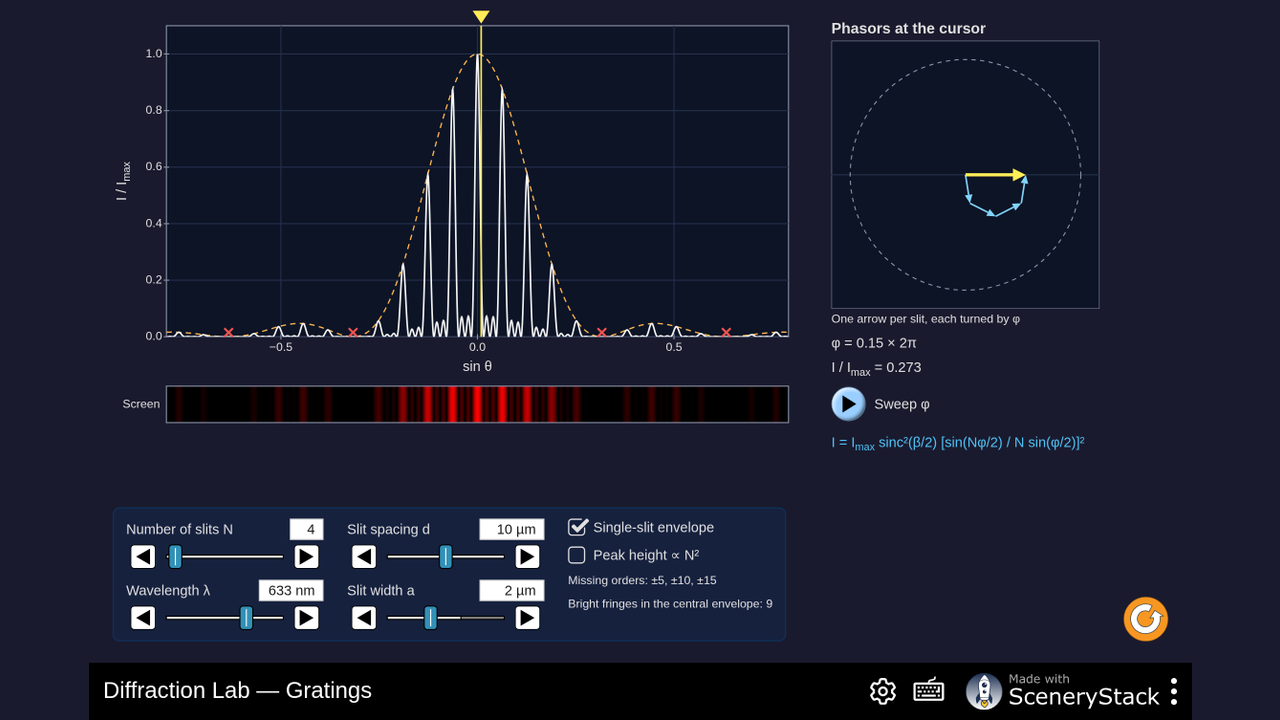 Phasors at the cursor
1.0
0.8
0.6
0.4
0.2
0.0
I / Imax
−0.5
0.0
0.5
sin θ
Screen
One arrow per slit, each turned by φ
φ = 0.15 × 2π
I / Imax = 0.273
Sweep φ
I = Imax sinc²(β/2) [sin(Nφ/2) / N sin(φ/2)]²
Number of slits N
4
Slit spacing d
10 µm
Wavelength λ
633 nm
Slit width a
2 µm
Single-slit envelope
Peak height ∝ N²
Missing orders: ±5, ±10, ±15
Bright fringes in the central envelope: 9
Diffraction Lab — Gratings
Made with
SceneryStack